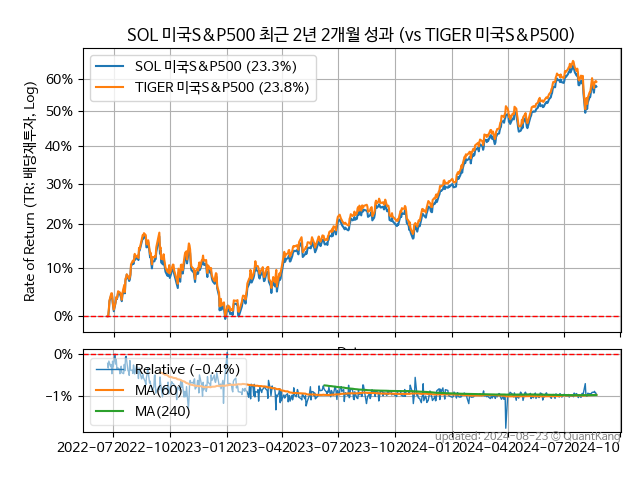 SOL 미국S&P500 최근 2년 2개월 성과 (vs TIGER 미국S&P500)
SOL 미국S&P500 (23.3%)
TIGER 미국S&P500 (23.8%)
Rate of Return (TR: 배당재투자, Log)
60%
50%
40%
30%
20%
10%
0%
0%
Relative (−0.4%)
MA(60)
MA(240)
−1%
updated: 2024-08-23 © QuantKang
2022-07
2022-10
2023-01
2023-04
2023-07
2023-10
2024-01
2024-04
2024-07
2024-10